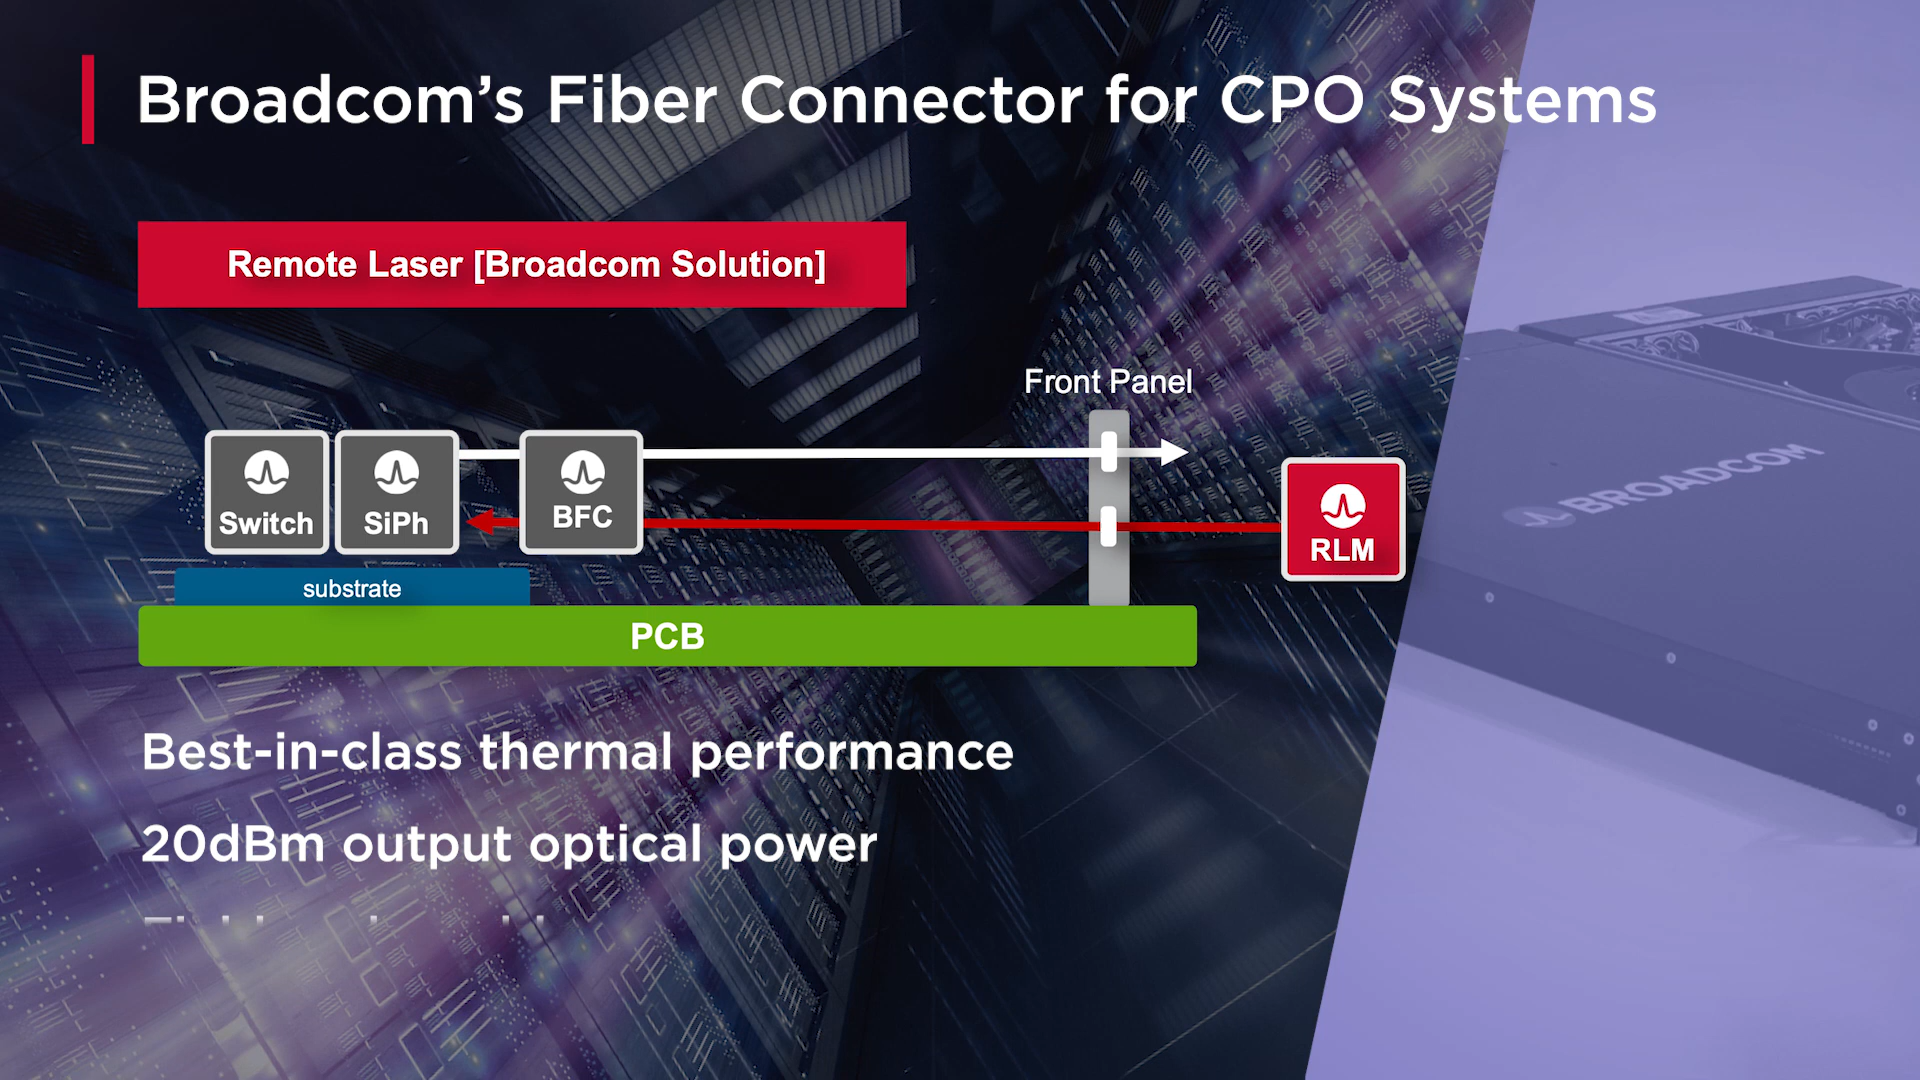 Broadcom’s Fiber Connector for CPO Systems
Remote Laser [Broadcom Solution]
Front Panel
Switch
SiPh
BFC
RLM
substrate
PCB
BROADCOM
Best-in-class thermal performance
20dBm output optical power